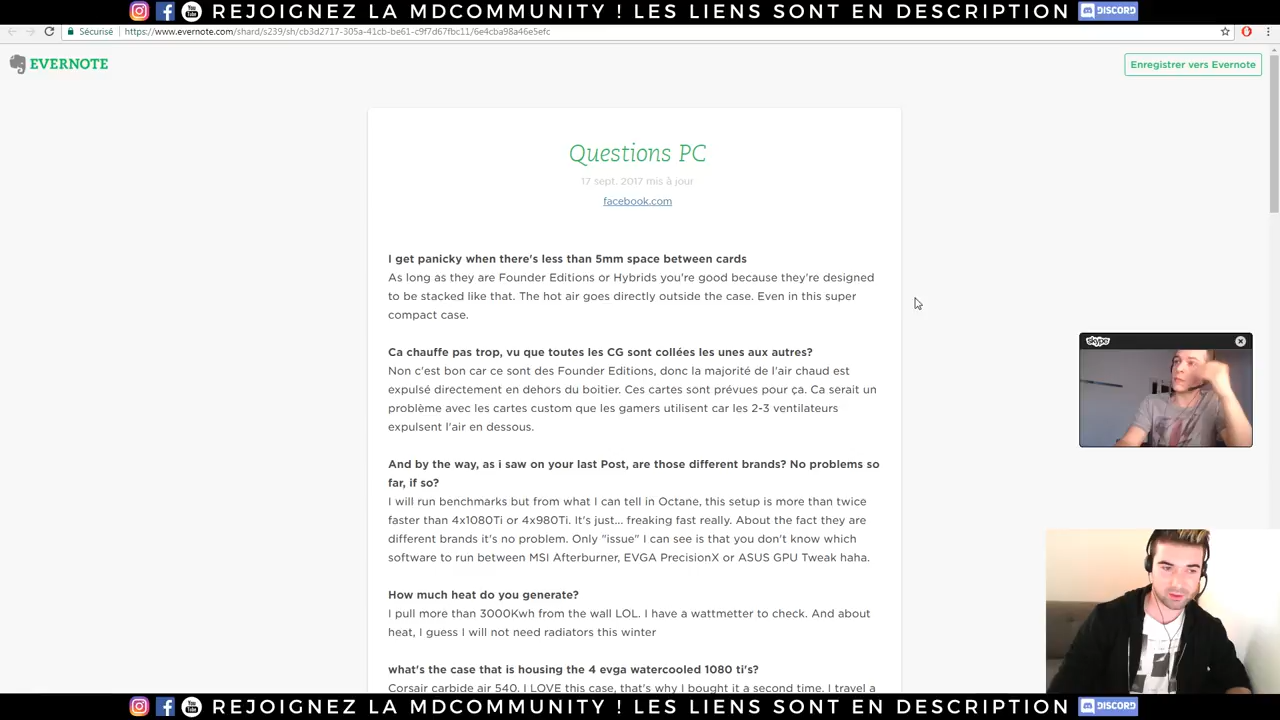 REJOIGNEZ LA MDCOMMUNITY ! LES LIENS SONT EN DESCRIPTION DISCORD
Sécurisé https://www.evernote.com/shard/s239/sh/cb3d2717-305a-41cb-be61-c9f7d67fbc11/6e4cba98a46e5efc
EVERNOTE
Enregistrer vers Evernote
Questions PC
17 sept. 2017 mis à jour
facebook.com
I get panicky when there's less than 5mm space between cards
As long as they are Founder Editions or Hybrids you're good because they're designed
to be stacked like that. The hot air goes directly outside the case. Even in this super
compact case.
Ca chauffe pas trop, vu que toutes les CG sont collées les unes aux autres?
Non c'est bon car ce sont des Founder Editions, donc la majorité de l'air chaud est
expulsé directement en dehors du boitier. Ces cartes sont prévues pour ça. Ca serait un
problème avec les cartes custom que les gamers utilisent car les 2-3 ventilateurs
expulsent l'air en dessous.
And by the way, as i saw on your last Post, are those different brands? No problems so
far, if so?
I will run benchmarks but from what I can tell in Octane, this setup is more than twice
faster than 4x1080Ti or 4x980Ti. It's just... freaking fast really. About the fact they are
different brands it's no problem. Only "issue" I can see is that you don't know which
software to run between MSI Afterburner, EVGA PrecisionX or ASUS GPU Tweak haha.
How much heat do you generate?
I pull more than 3000Kwh from the wall LOL. I have a wattmetter to check. And about
heat, I guess I will not need radiators this winter
what's the case that is housing the 4 evga watercooled 1080 ti's?
Corsair carbide air 540. I LOVE this case, that's why I bought it a second time. I travel a
skype
REJOIGNEZ LA MDCOMMUNITY ! LES LIENS SONT EN DESCRIPTION DISCORD